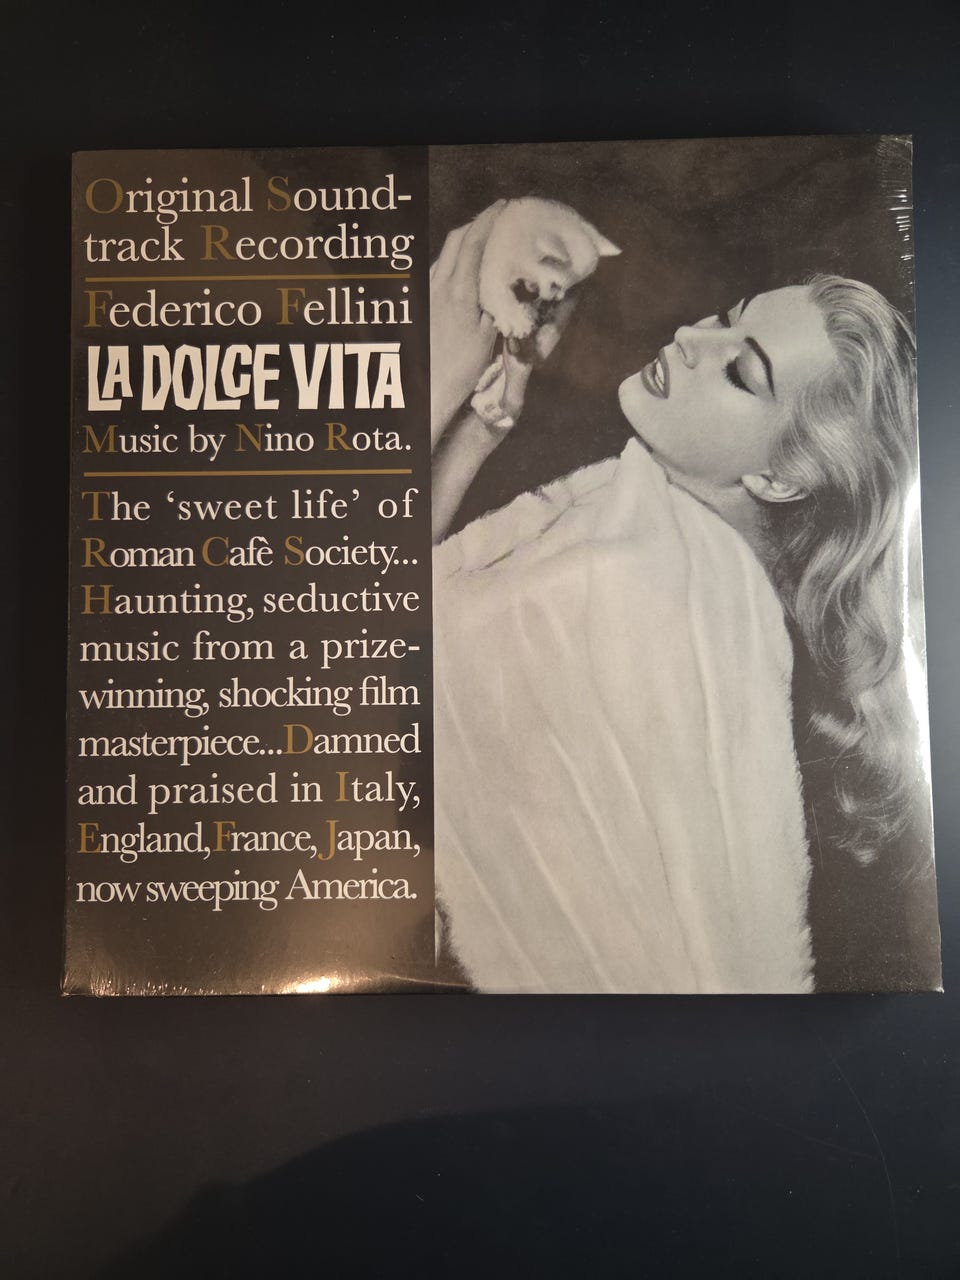 Original Sound-
track Recording
Federico Fellini
LA DOLCE VITA
Music by Nino Rota.
The ‘sweet life’ of
Roman Cafè Society...
Haunting, seductive
music from a prize-
winning, shocking film
masterpiece...Damned
and praised in Italy,
England, France, Japan,
now sweeping America.